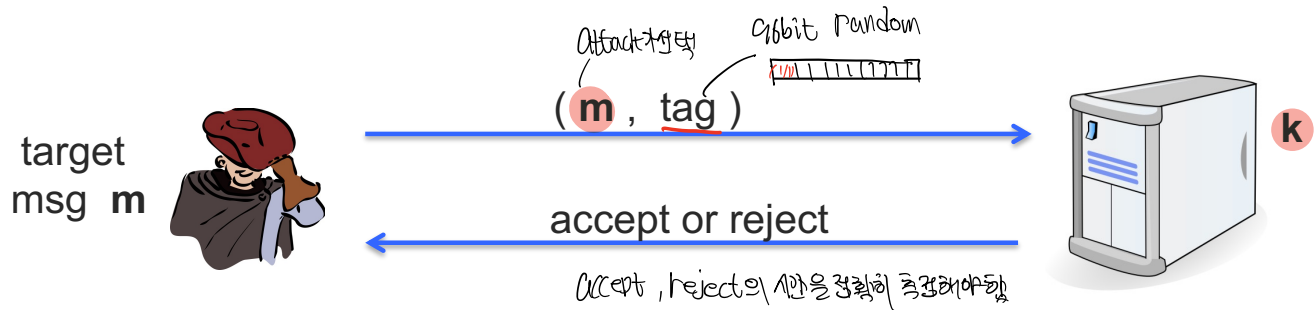 attack가 선택
96bit random
( m , tag )
k
target
msg m
accept or reject
accept, reject의 시간을 정확히 측정해야함